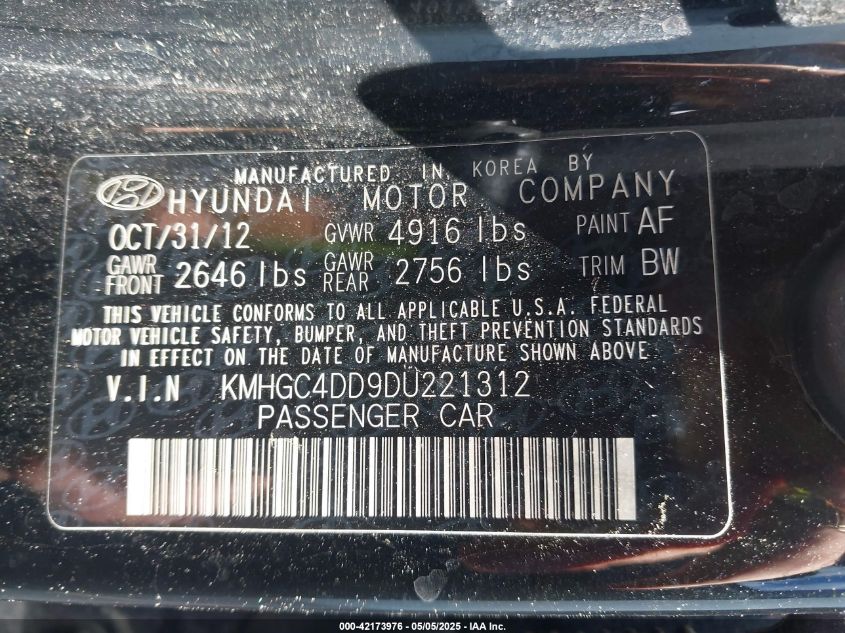 MANUFACTURED IN KOREA BY
HYUNDAI MOTOR COMPANY
OCT/31/12 GVWR 4916 lbs PAINT AF
GAWR FRONT 2646 lbs GAWR REAR 2756 lbs TRIM BW
THIS VEHICLE CONFORMS TO ALL APPLICABLE U.S.A. FEDERAL
MOTOR VEHICLE SAFETY, BUMPER, AND THEFT PREVENTION STANDARDS
IN EFFECT ON THE DATE OF MANUFACTURE SHOWN ABOVE
V.I.N KMHGC4DD9DU221312
PASSENGER CAR
000-42173976 - 05/05/2025 - IAA Inc.